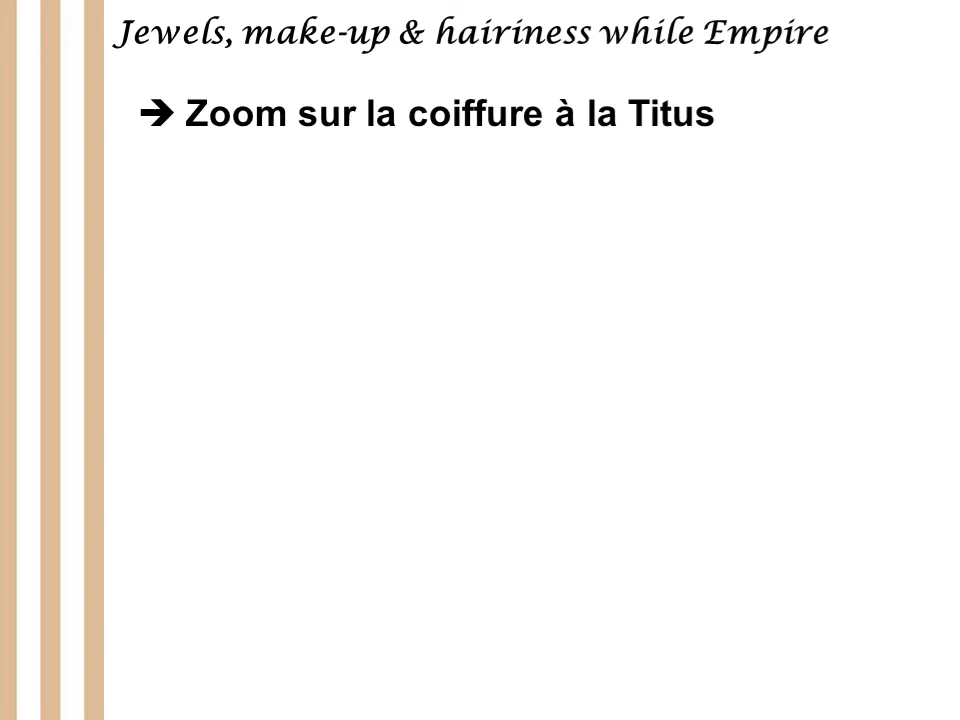 Jewels, make-up & hairiness while Empire
➔ Zoom sur la coiffure à la Titus